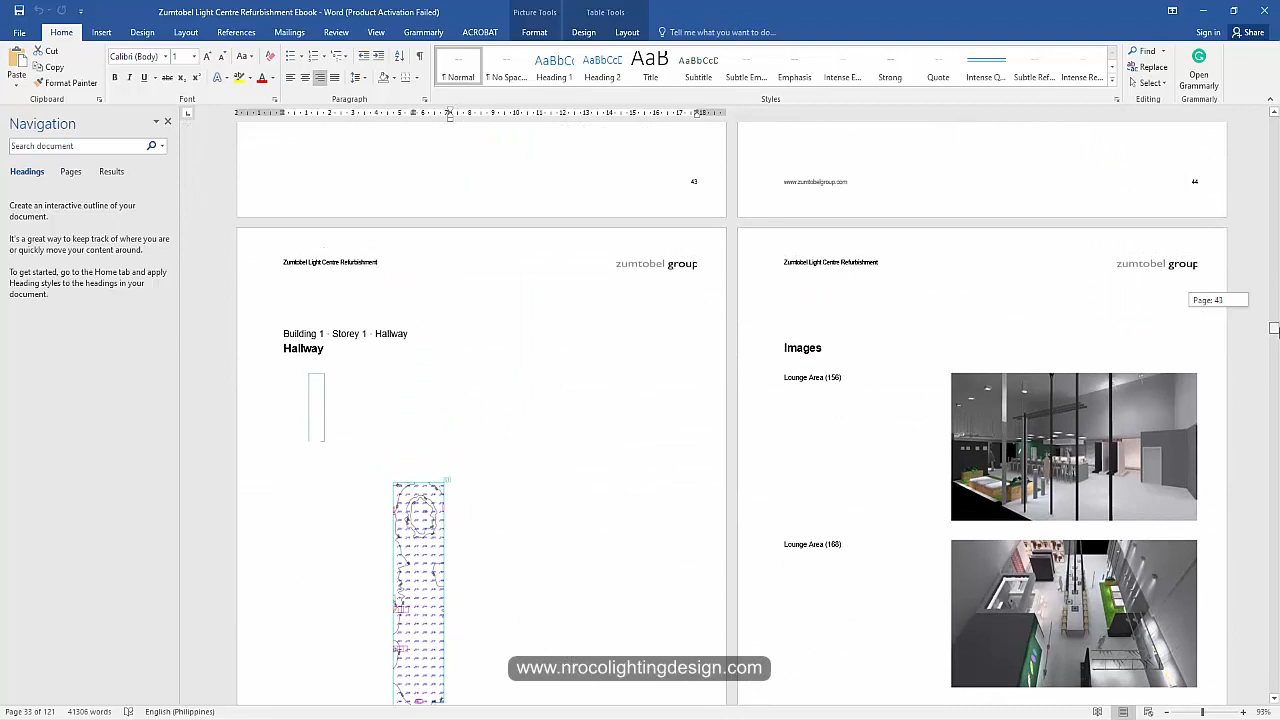 Zumtobel Light Centre Refurbishment Ebook - Word (Product Activation Failed)
Picture Tools
Table Tools
File
Home
Insert
Design
Layout
References
Mailings
Review
View
Grammarly
ACROBAT
Format
Design
Layout
Tell me what you want to do...
Sign in
Share
Paste
Cut
Copy
Format Painter
Clipboard
Calibri (Body)
1
Font
Paragraph
¶ Normal
¶ No Spac...
AaBbCc
Heading 1
AaBbCc
Heading 2
AaB
Title
AaBbCcC
Subtitle
Subtle Em...
Emphasis
Intense E...
Strong
Quote
Intense Q...
Subtle Ref...
Intense Re...
Styles
Find
Replace
Select
Editing
Open
Grammarly
Grammarly
Navigation
Search document
Headings
Pages
Results
Create an interactive outline of your
document.
It's a great way to keep track of where you are
or quickly move your content around.
To get started, go to the Home tab and apply
Heading styles to the headings in your
document.
43
www.zumtobelgroup.com
44
Zumtobel Light Centre Refurbishment
zumtobel group
Building 1 · Storey 1 · Hallway
Hallway
Zumtobel Light Centre Refurbishment
zumtobel group
Page: 43
Images
Lounge Area (156)
Lounge Area (168)
www.nrocolightingdesign.com
Page 33 of 121
41306 words
English (Philippines)
93%